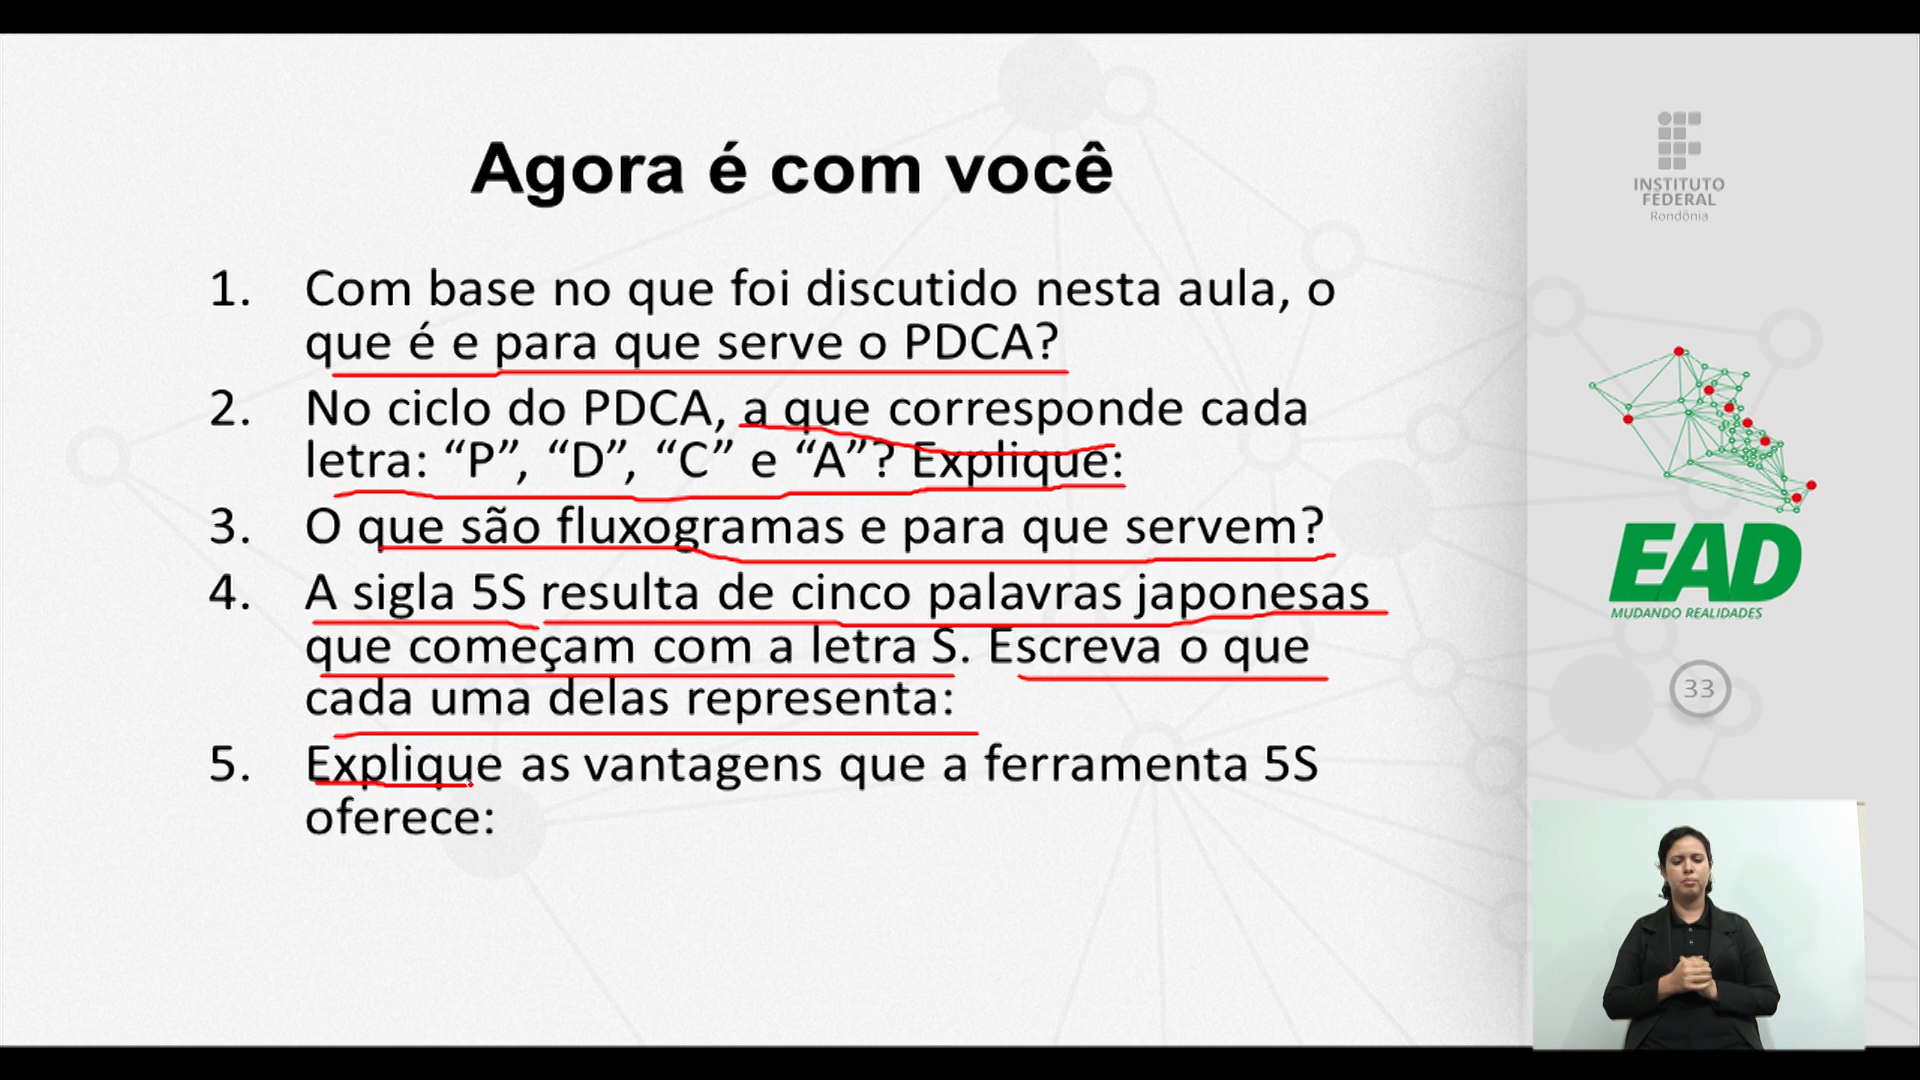 Agora é com você
1. Com base no que foi discutido nesta aula, o
que é e para que serve o PDCA?
2. No ciclo do PDCA, a que corresponde cada
letra: “P”, “D”, “C” e “A”? Explique:
3. O que são fluxogramas e para que servem?
4. A sigla 5S resulta de cinco palavras japonesas
que começam com a letra S. Escreva o que
cada uma delas representa:
5. Explique as vantagens que a ferramenta 5S
oferece:
INSTITUTO
FEDERAL
Rondônia
EAD
MUDANDO REALIDADES
33